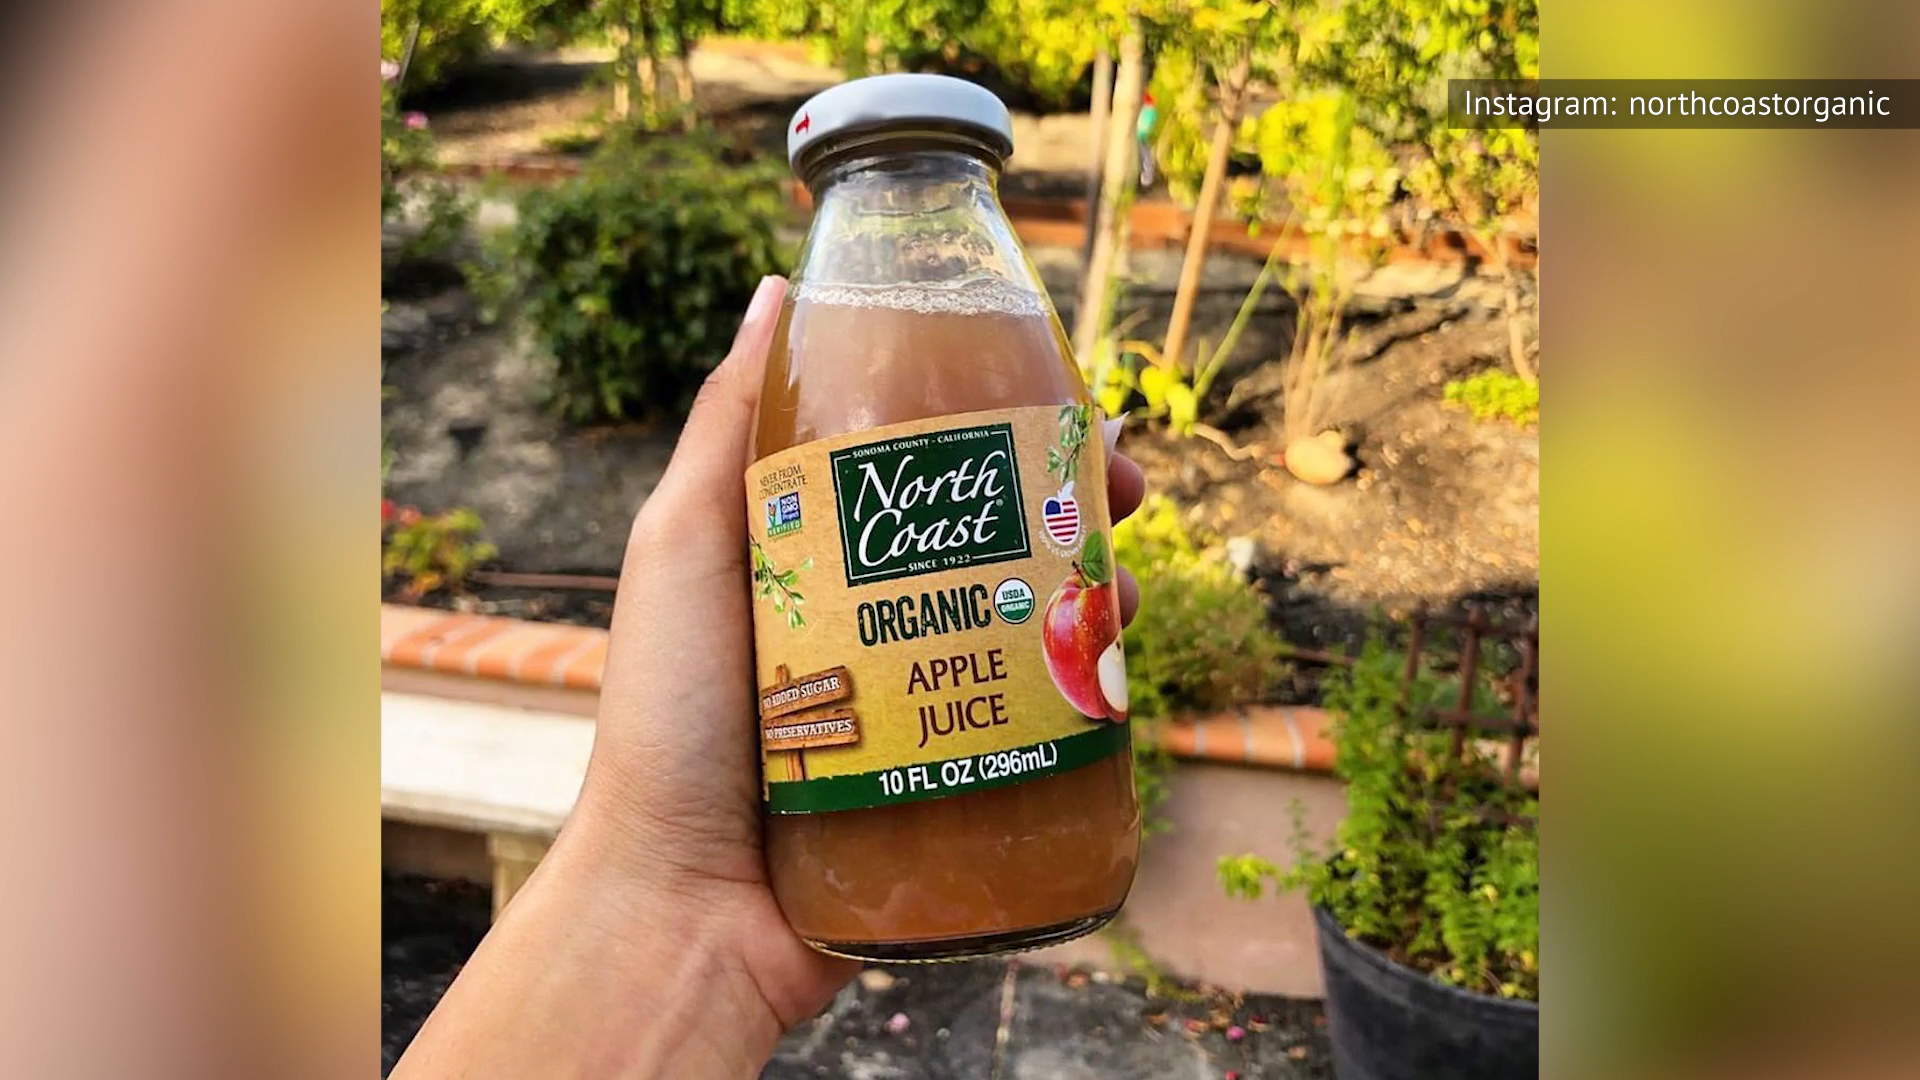 Instagram: northcoastorganic
SONOMA COUNTY - CALIFORNIA
North
Coast®
SINCE 1922
NEVER FROM
CONCENTRATE
NON
GMO
Project
VERIFIED
ORGANIC
USDA
ORGANIC
APPLE
JUICE
NO ADDED SUGAR
NO PRESERVATIVES
10 FL OZ (296mL)